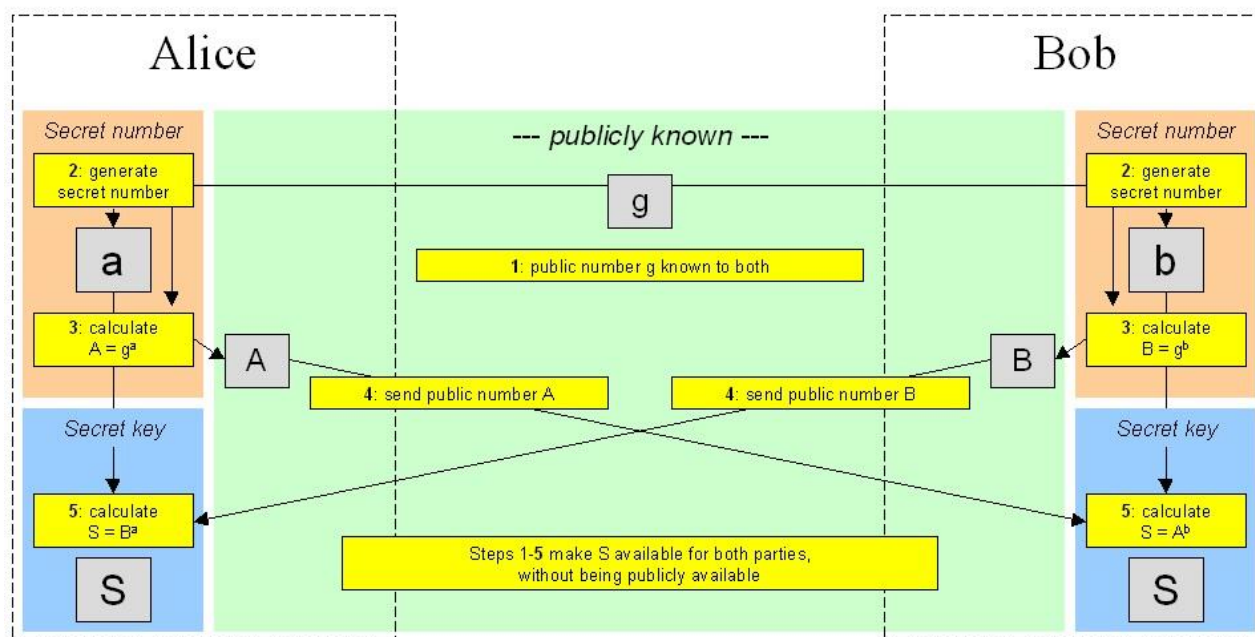 Alice
Bob
Secret number
--- publicly known ---
Secret number
2: generate
secret number
g
2: generate
secret number
a
1: public number g known to both
b
3: calculate
A = gᵃ
A
B
3: calculate
B = gᵇ
4: send public number A
4: send public number B
Secret key
Secret key
5: calculate
S = Bᵃ
5: calculate
S = Aᵇ
Steps 1-5 make S available for both parties,
without being publicly available
S
S